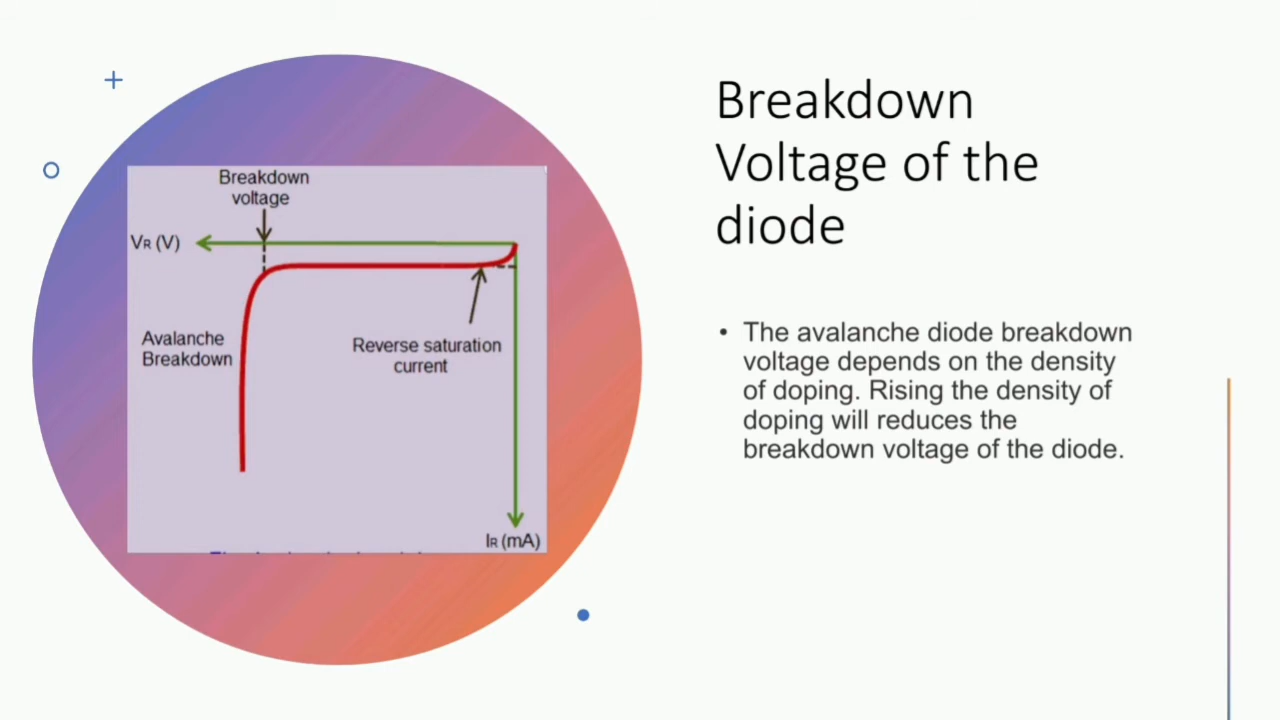 Breakdown
Voltage of the
diode
• The avalanche diode breakdown
voltage depends on the density
of doping. Rising the density of
doping will reduces the
breakdown voltage of the diode.
Breakdown
voltage
VR (V)
Avalanche
Breakdown
Reverse saturation
current
IR (mA)